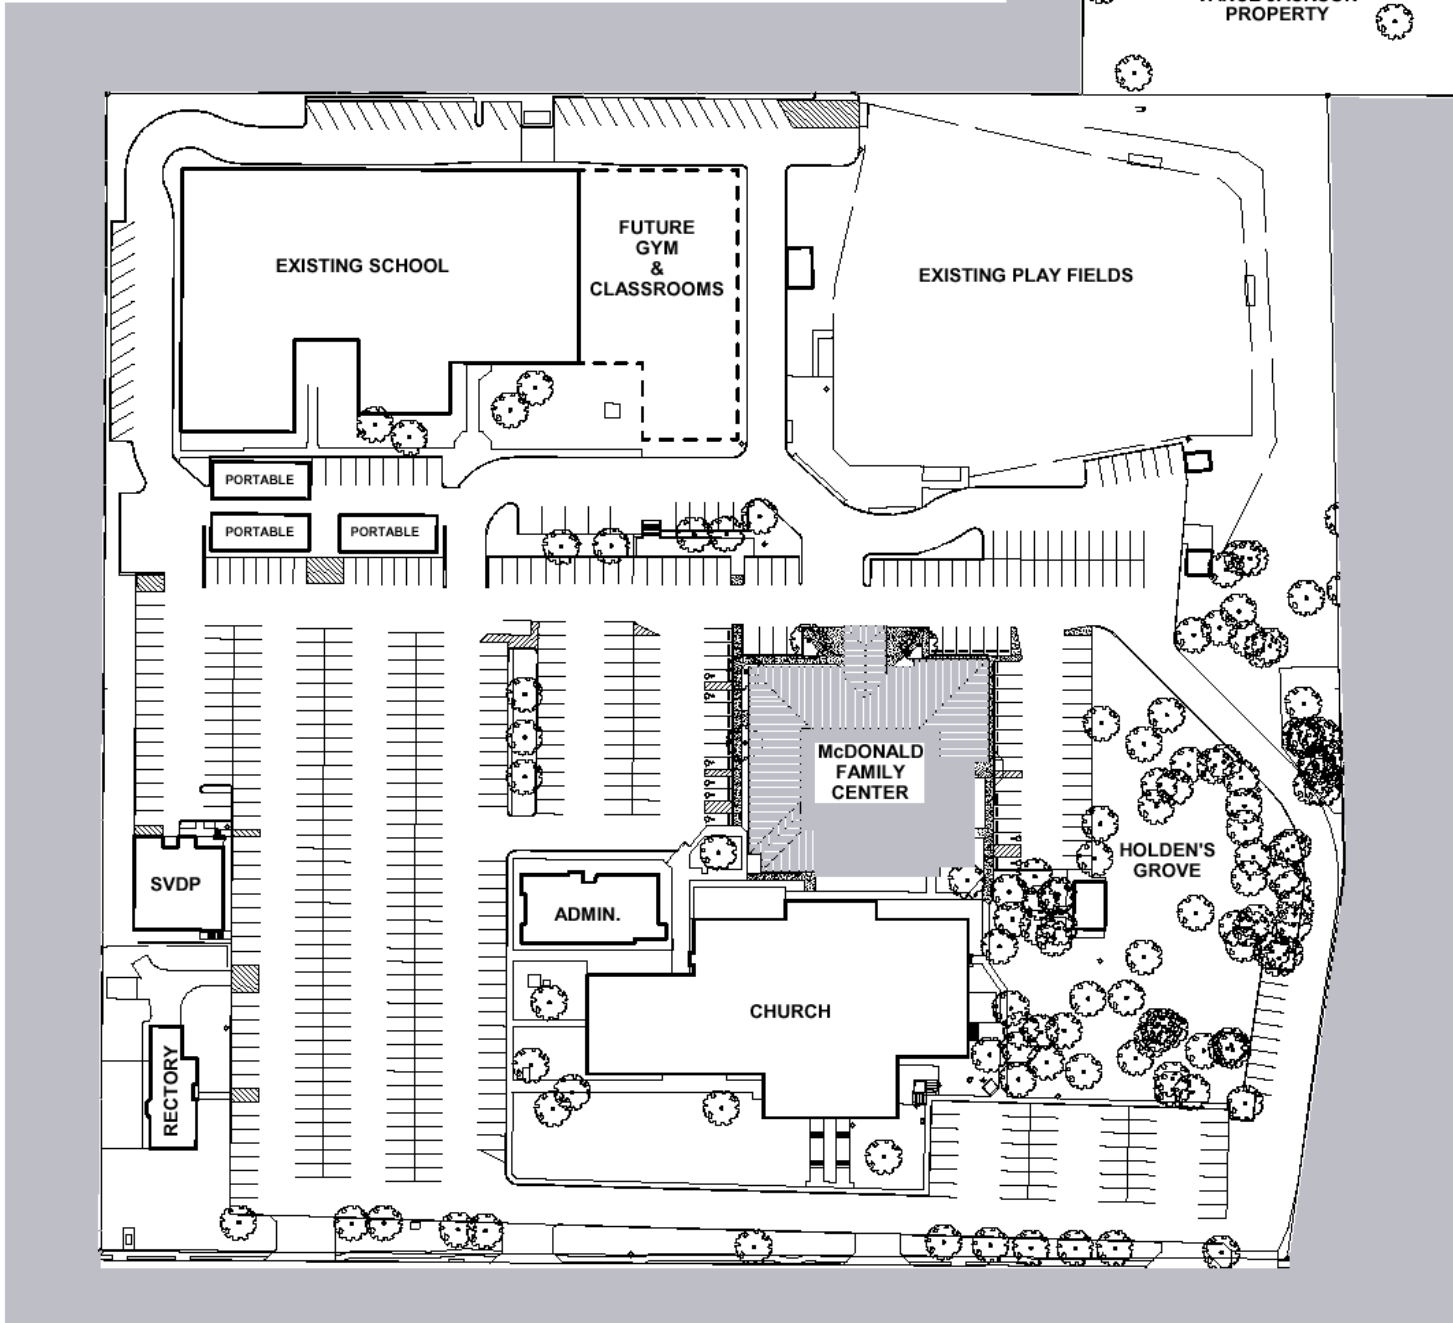 PROPERTY
EXISTING SCHOOL
FUTURE
GYM
&
CLASSROOMS
EXISTING PLAY FIELDS
PORTABLE
PORTABLE
PORTABLE
McDONALD
FAMILY
CENTER
HOLDEN'S
GROVE
SVDP
ADMIN.
CHURCH
RECTORY